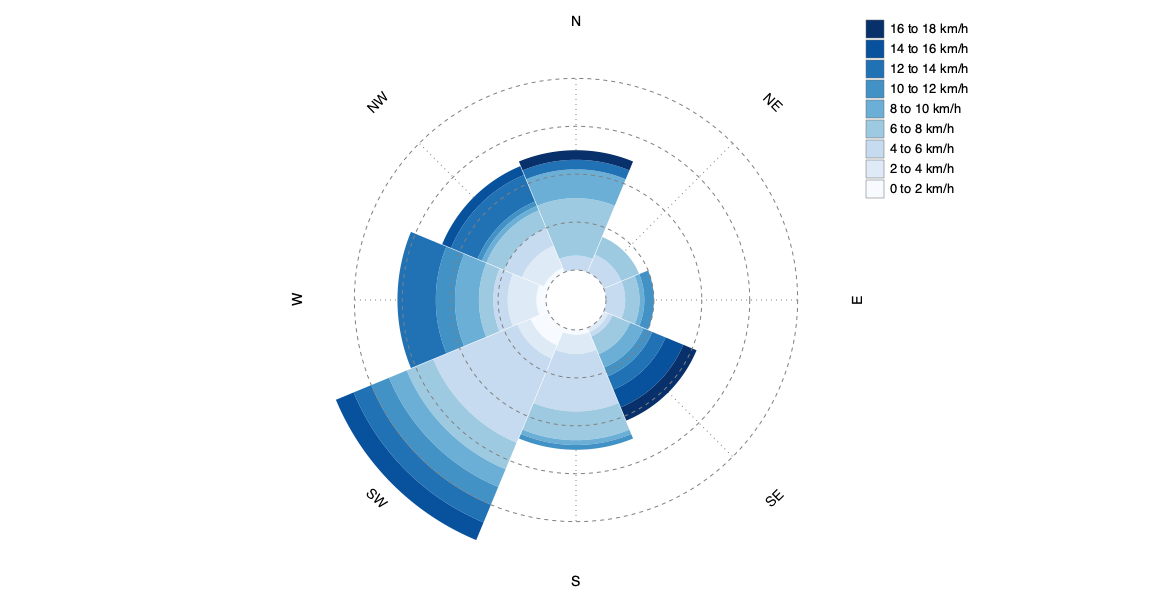 N
NW
NE
W
E
SW
SE
S
16 to 18 km/h
14 to 16 km/h
12 to 14 km/h
10 to 12 km/h
8 to 10 km/h
6 to 8 km/h
4 to 6 km/h
2 to 4 km/h
0 to 2 km/h